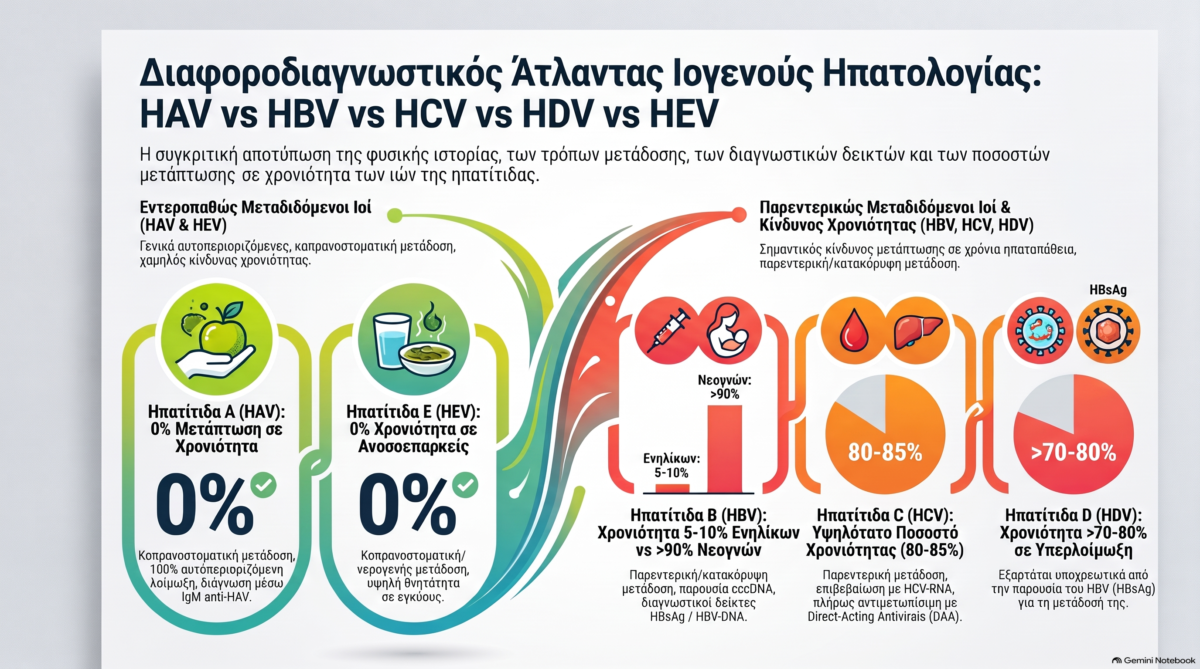 Διαφοροδιαγνωστικός Άτλαντας Ιογενούς Ηπατολογίας:
HAV vs HBV vs HCV vs HDV vs HEV
Η συγκριτική αποτύπωση της φυσικής ιστορίας, των τρόπων μετάδοσης, των διαγνωστικών δεικτών και των ποσοστών
μετάπτωσης σε χρονιότητα των ιών της ηπατίτιδας.
Εντεροπαθώς Μεταδιδόμενοι Ιοί
(HAV & HEV)
Γενικά αυτοπεριοριζόμενες, καπρανοστοματική μετάδοση,
χαμηλός κίνδυνας χρονιότητας.
Παρεντερικώς Μεταδιδόμενοι Ιοί &
Κίνδυνος Χρονιότητας (HBV, HCV, HDV)
Σημαντικός κίνδυνος μετάπτωσης σε χρόνια ηπαταπάθεια,
παρεντερική/κατακόρυφη μετάδοση.
Ηπατίτιδα A (HAV):
0% Μετάπτωση σε
Χρονιότητα
0%
Κοπρανοστοματική μετάδοση,
100% αυτόπεριοριζόμενη
λοίμωξη, διάγνωση μέσω
IgM anti-HAV.
Ηπατίτιδα E (HEV):
0% Χρονιότητα σε
Ανοσοεπαρκείς
0%
Κοπρανοστοματική/
νερογενής μετάδοση,
υψηλή θνητάτητα
σε εγκύους.
Νεογνών:
>90%
Ενηλίκων:
5-10%
Ηπατίτιδα B (HBV):
Χρονιότητα 5-10% Ενηλίκων
vs >90% Νεογνών
Παρεντερική/κατακόρυψη
μετάδοση, παρουσία cccDNA,
διαγνωστικοί δείκτες
HBsAg / HBV-DNA.
80-85%
Ηπατίτιδα C (HCV):
Υψηλότατο Ποσοστό
Χρονιότητας (80-85%)
Παρεντερική μετάδοση,
επιβεβαίωση με HCV-RNA,
πλήρως αντιμετωπίσιμη με
Direct-Acting Antivirais (DAA).
HBsAg
>70-80%
Ηπατίτιδα D (HDV):
Χρονιότητα >70-80%
σε Υπερλοίμωξη
Εξαρτάται υποχρεωτικά από
την παρουσία του HBV (HBsAg)
για τη μετάδοσή της.
Gemini Notebook